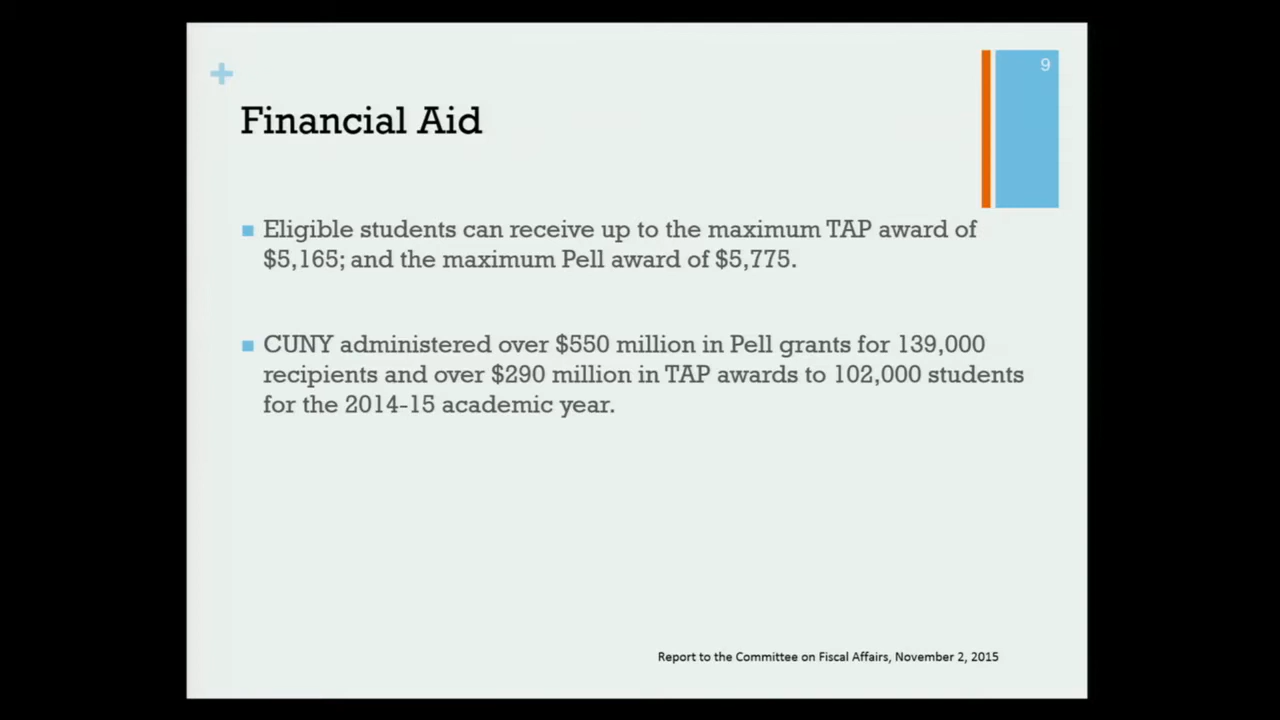 9
Financial Aid
Eligible students can receive up to the maximum TAP award of
$5,165; and the maximum Pell award of $5,775.
CUNY administered over $550 million in Pell grants for 139,000
recipients and over $290 million in TAP awards to 102,000 students
for the 2014-15 academic year.
Report to the Committee on Fiscal Affairs, November 2, 2015